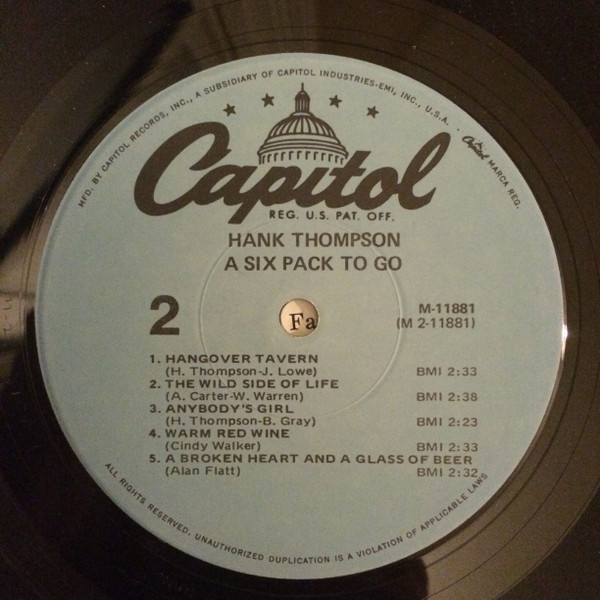 MFD. BY CAPITOL RECORDS, INC., A SUBSIDIARY OF CAPITOL INDUSTRIES-EMI, INC., U.S.A. . Capitol MARCA REG.
Capitol
REG. U.S. PAT. OFF.
HANK THOMPSON
A SIX PACK TO GO
2
Fa
M-11881
(M 2-11881)
1. HANGOVER TAVERN
(H. Thompson-J. Lowe) BMI 2:33
2. THE WILD SIDE OF LIFE
(A. Carter-W. Warren) BMI 2:38
3. ANYBODY'S GIRL
(H. Thompson-B. Gray) BMI 2:23
4. WARM RED WINE
(Cindy Walker) BMI 2:33
5. A BROKEN HEART AND A GLASS OF BEER
(Alan Flatt) BMI 2:32
ALL RIGHTS RESERVED. UNAUTHORIZED DUPLICATION IS A VIOLATION OF APPLICABLE LAWS